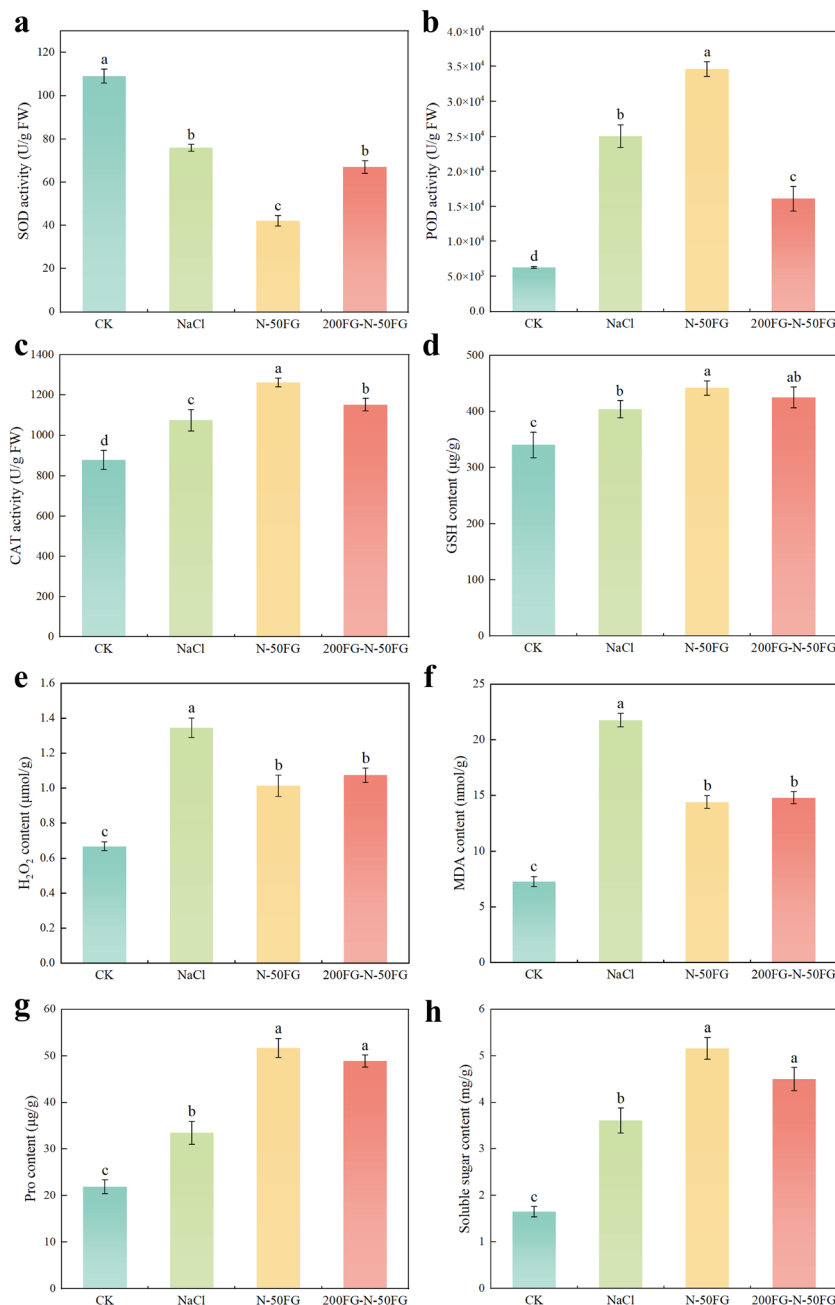 a
SOD activity (U/g FW)
120
100
80
60
40
20
0
a
b
c
b
CK NaCl N-50FG 200FG-N-50FG
b
POD activity (U/g FW)
4.0×10⁴
3.5×10⁴
3.0×10⁴
2.5×10⁴
2.0×10⁴
1.5×10⁴
1.0×10⁴
5.0×10³
0.0
d
b
a
c
CK NaCl N-50FG 200FG-N-50FG
c
CAT activity (U/g FW)
1400
1200
1000
800
600
400
200
0
d
c
a
b
CK NaCl N-50FG 200FG-N-50FG
d
GSH content (μg/g)
500
400
300
300
100
0
c
b
a
ab
CK NaCl N-50FG 200FG-N-50FG
e
H₂O₂ content (μmol/g)
1.6
1.4
1.2
1.0
0.8
0.6
0.4
0.2
0.0
c
a
b
b
CK NaCl N-50FG 200FG-N-50FG
f
MDA content (nmol/g)
25
20
15
10
5
0
c
a
b
b
CK NaCl N-50FG 200FG-N-50FG
g
Pro content (μg/g)
60
50
40
30
20
10
0
c
b
a
a
CK NaCl N-50FG 200FG-N-50FG
h
Soluble sugar content (mg/g)
6
5
4
3
2
1
0
c
b
a
a
CK NaCl N-50FG 200FG-N-50FG